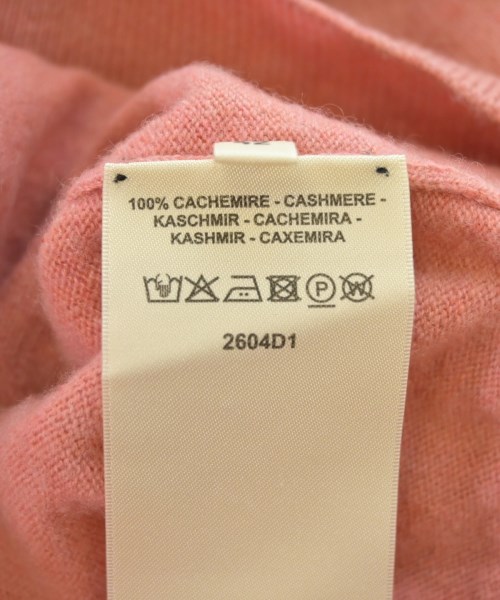 100% CACHEMIRE - CASHMERE -
KASCHMIR - CACHEMIRA -
KASHMIR - CAXEMIRA
P W
2604D1